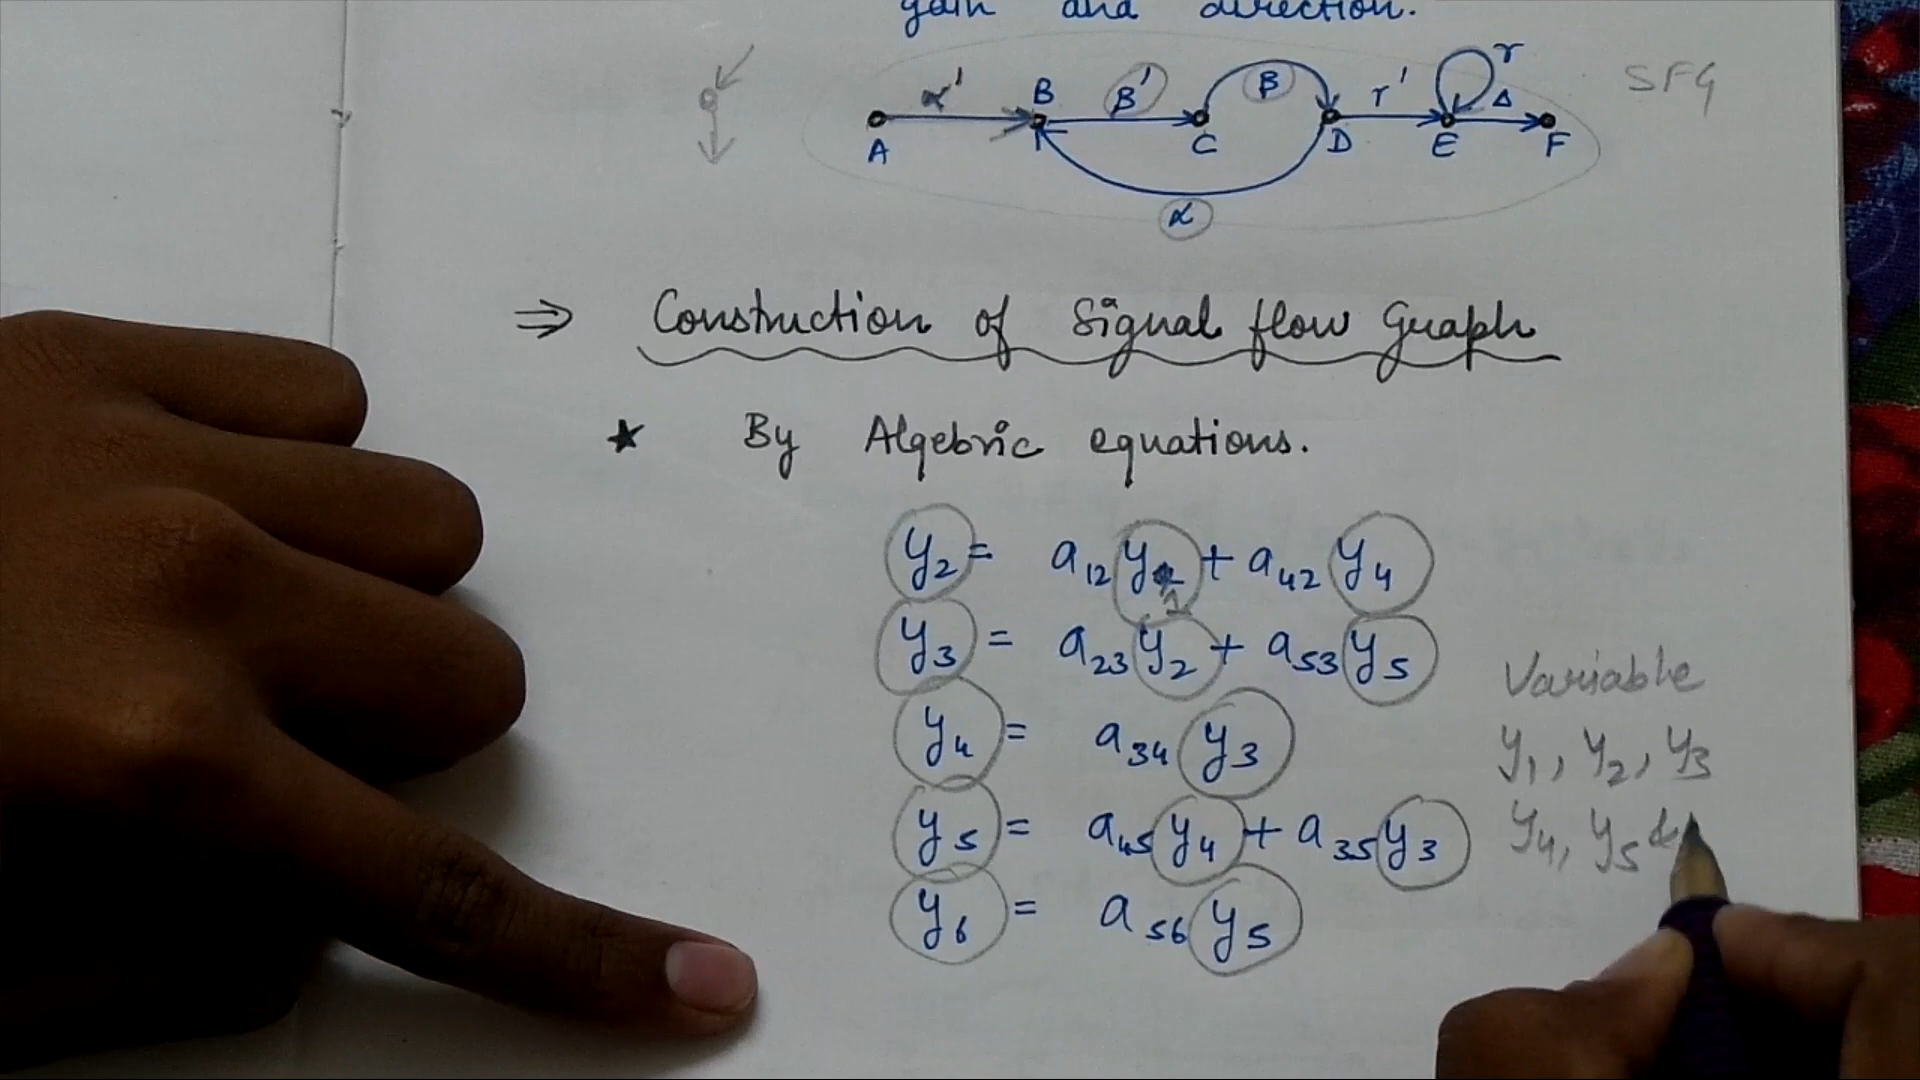 gain and direction.
α' B β' β γ' γ Δ SFG
A C D E F
α
⇒ Construction of Signal flow Graph
★ By Algebric equations.
y₂ = a₁₂ y₁ + a₄₂ y₄
y₃ = a₂₃ y₂ + a₅₃ y₅
y₄ = a₃₄ y₃
y₅ = a₄₅ y₄ + a₃₅ y₃
y₆ = a₅₆ y₅
Variable
y₁, y₂, y₃
y₄, y₅ &